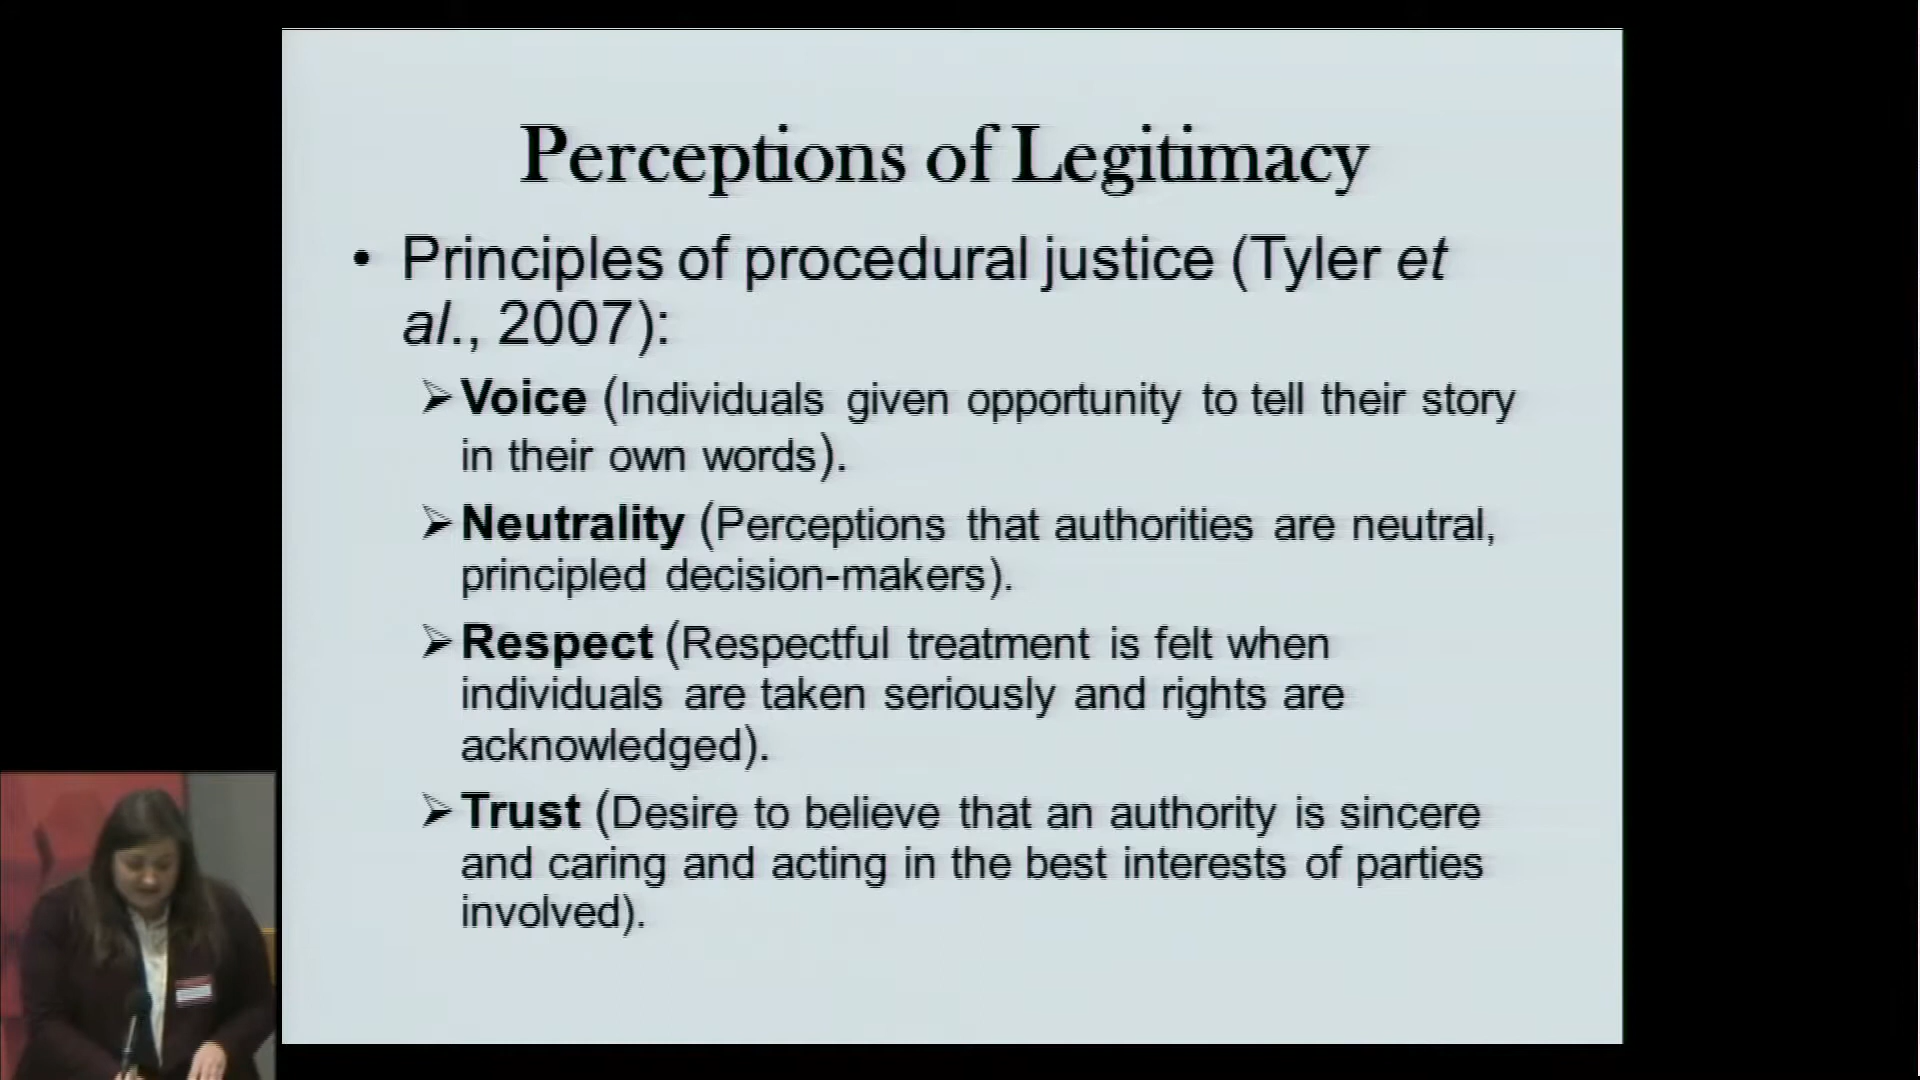 Perceptions of Legitimacy
• Principles of procedural justice (Tyler et
al., 2007):
➢ Voice (Individuals given opportunity to tell their story
in their own words).
➢ Neutrality (Perceptions that authorities are neutral,
principled decision-makers).
➢ Respect (Respectful treatment is felt when
individuals are taken seriously and rights are
acknowledged).
➢ Trust (Desire to believe that an authority is sincere
and caring and acting in the best interests of parties
involved).